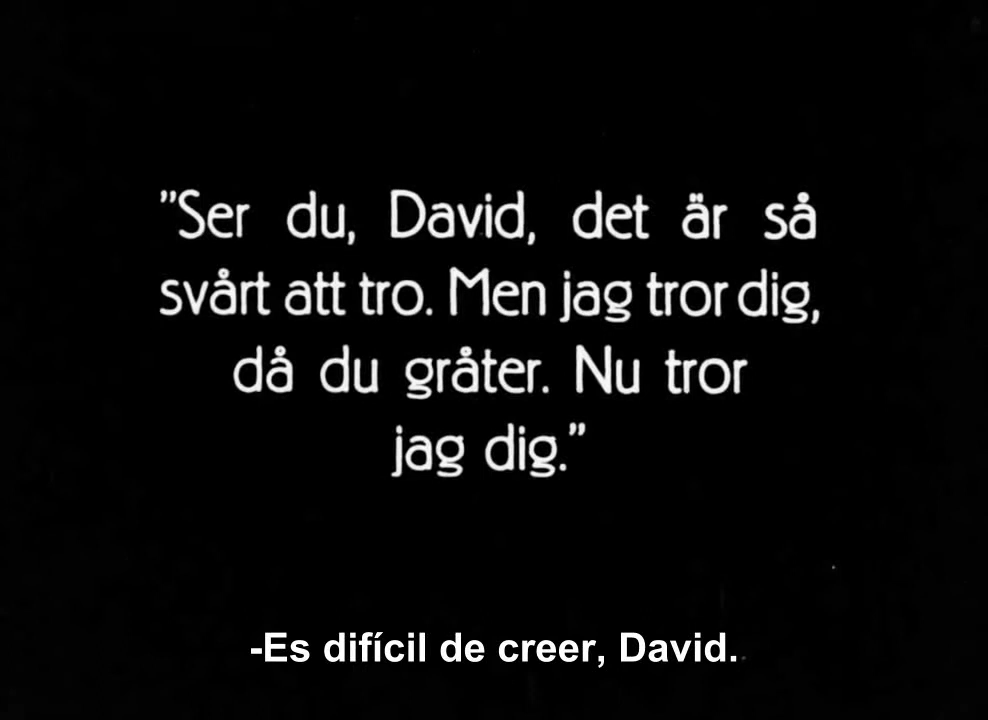 "Ser du, David, det är så
svårt att tro. Men jag tror dig,
då du gråter. Nu tror
jag dig."
-Es difícil de creer, David.